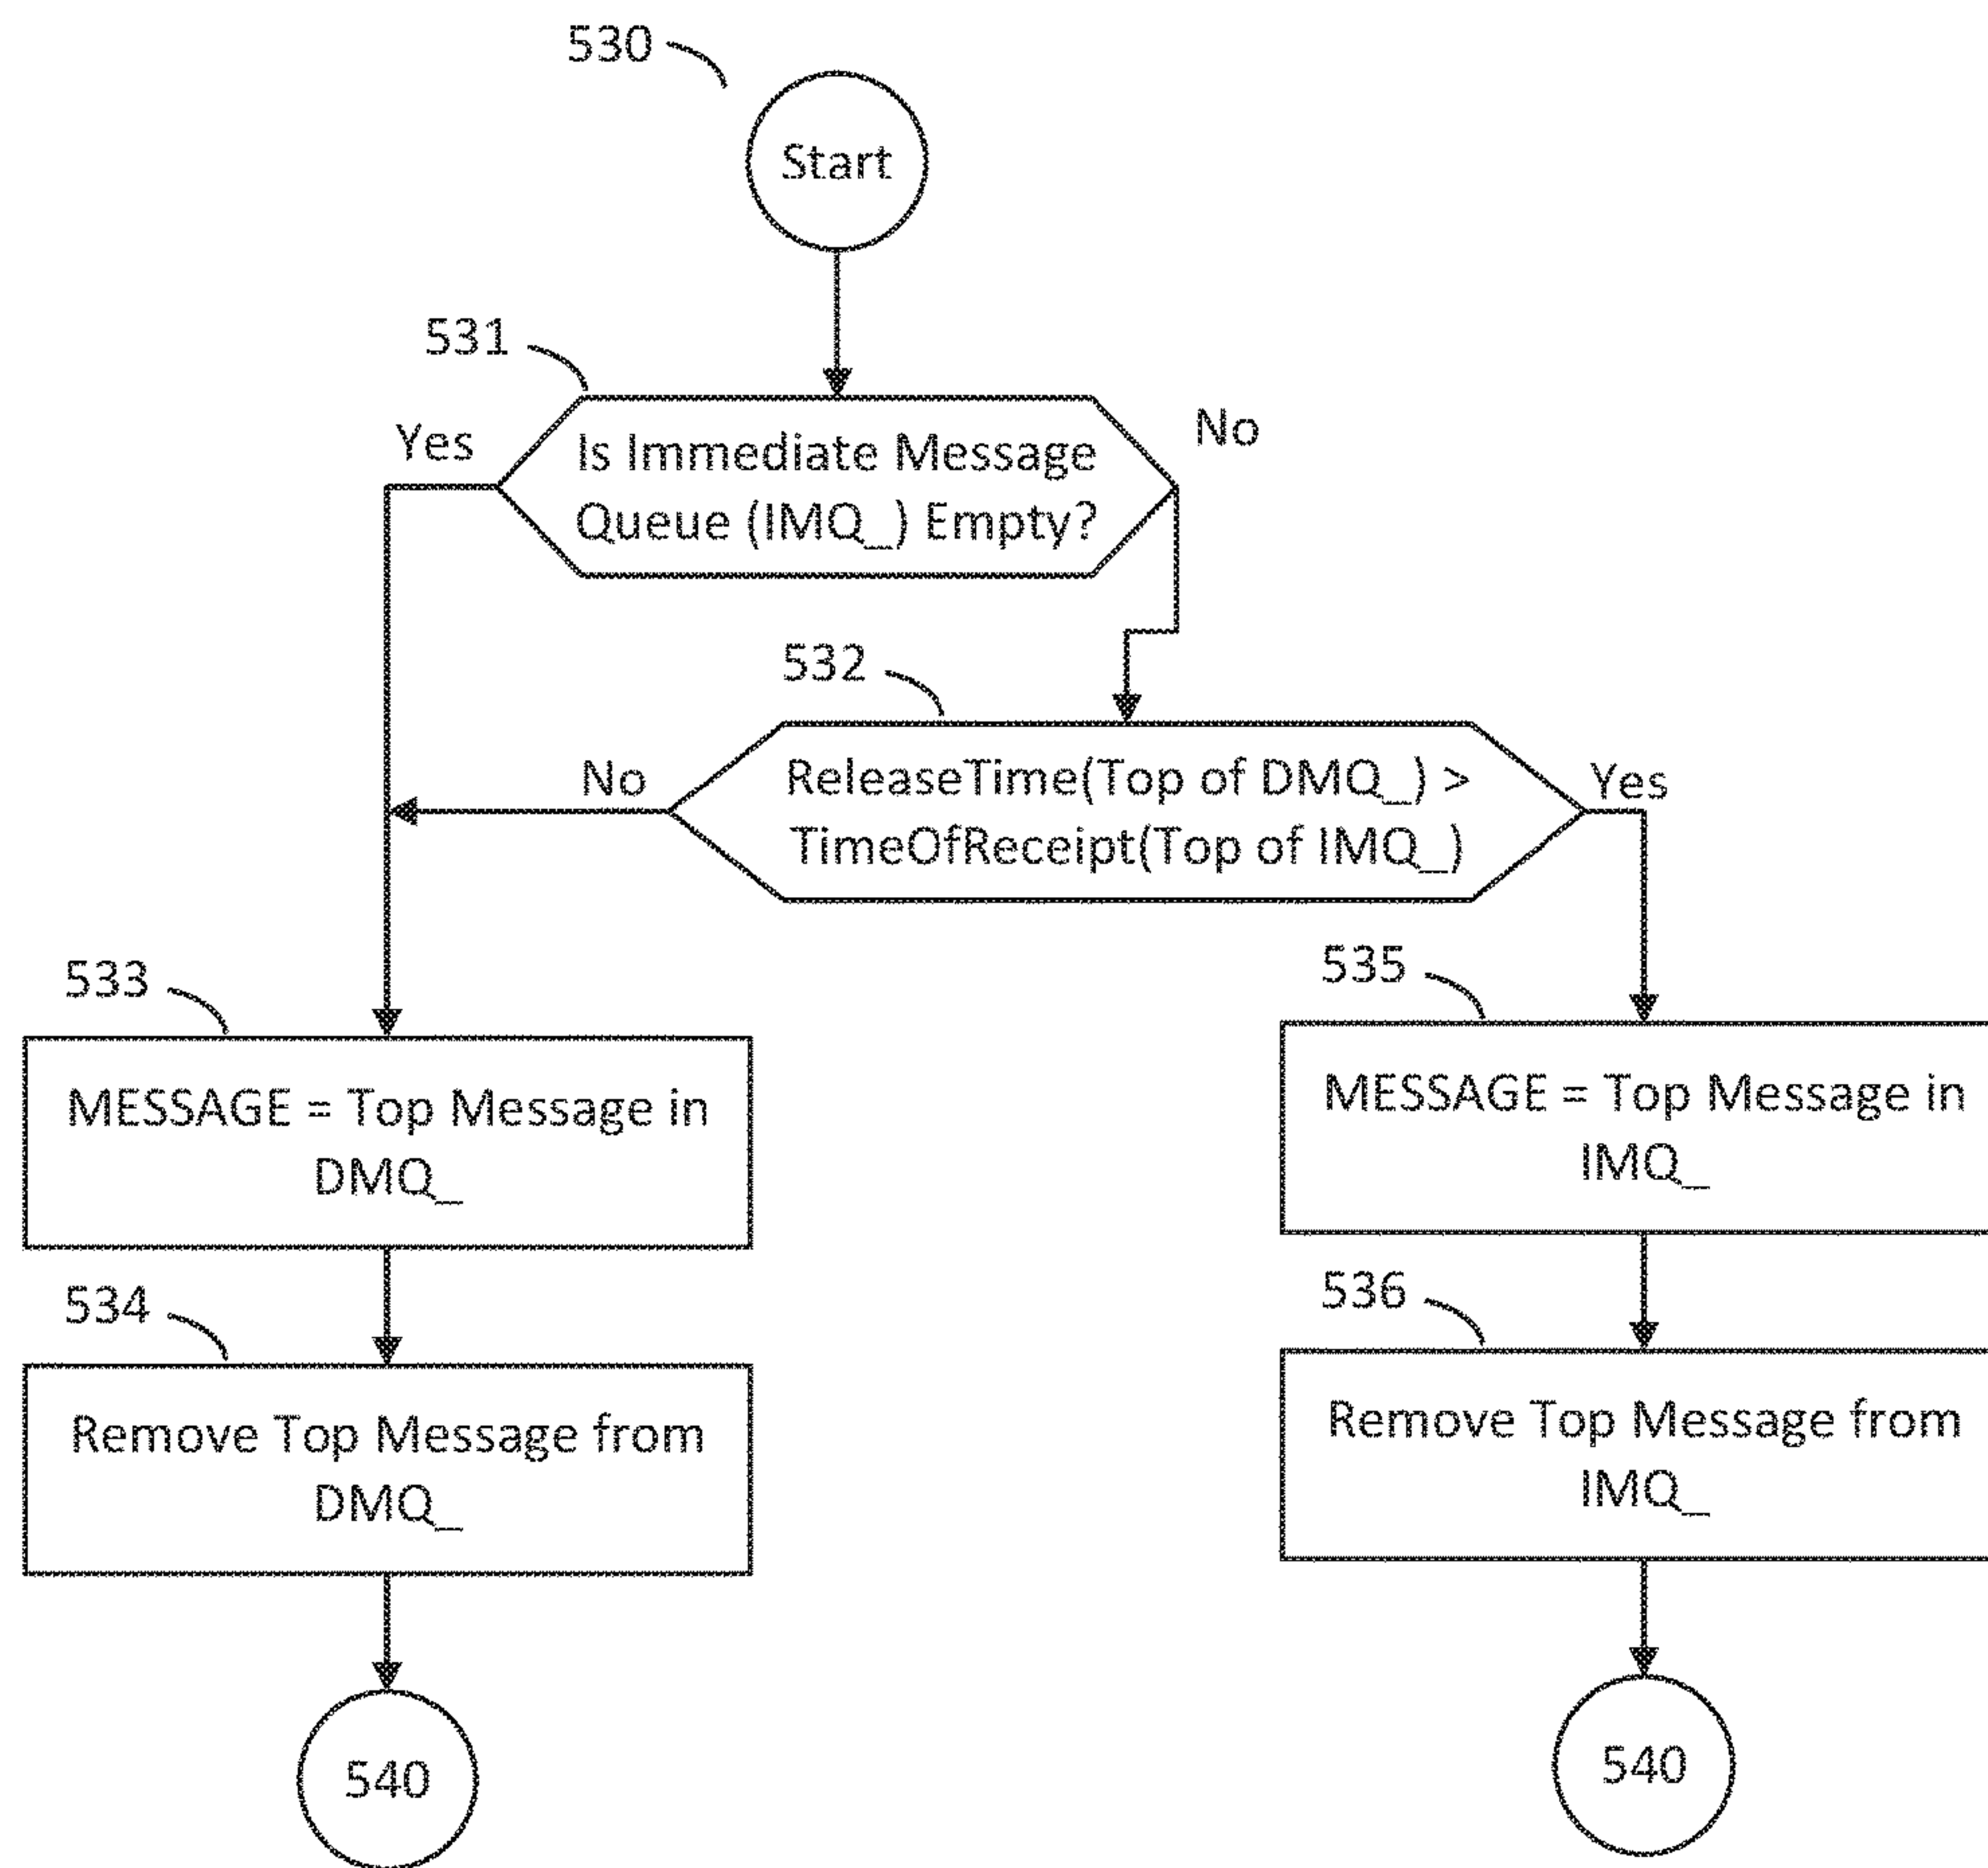 530
Start
531
Yes
No
Is Immediate Message
Queue (IMQ_) Empty?
532
No
Yes
ReleaseTime(Top of DMQ_) >
TimeOfReceipt(Top of IMQ_)
533
535
MESSAGE = Top Message in
DMQ_
MESSAGE = Top Message in
IMQ_
534
536
Remove Top Message from
DMQ_
Remove Top Message from
IMQ_
540
540